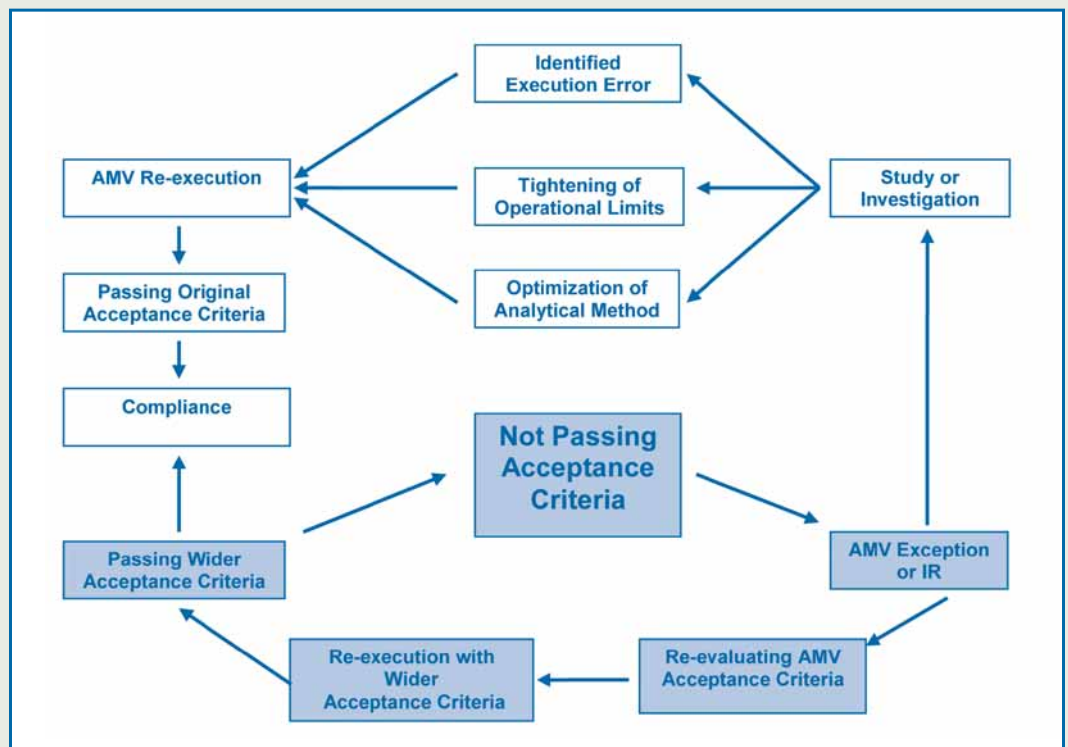 Identified
Execution Error
AMV Re-execution
Tightening of
Operational Limits
Study or
Investigation
Passing Original
Acceptance Criteria
Optimization of
Analytical Method
Compliance
Not Passing
Acceptance
Criteria
Passing Wider
Acceptance Criteria
AMV Exception
or IR
Re-execution with
Wider
Acceptance Criteria
Re-evaluating AMV
Acceptance Criteria